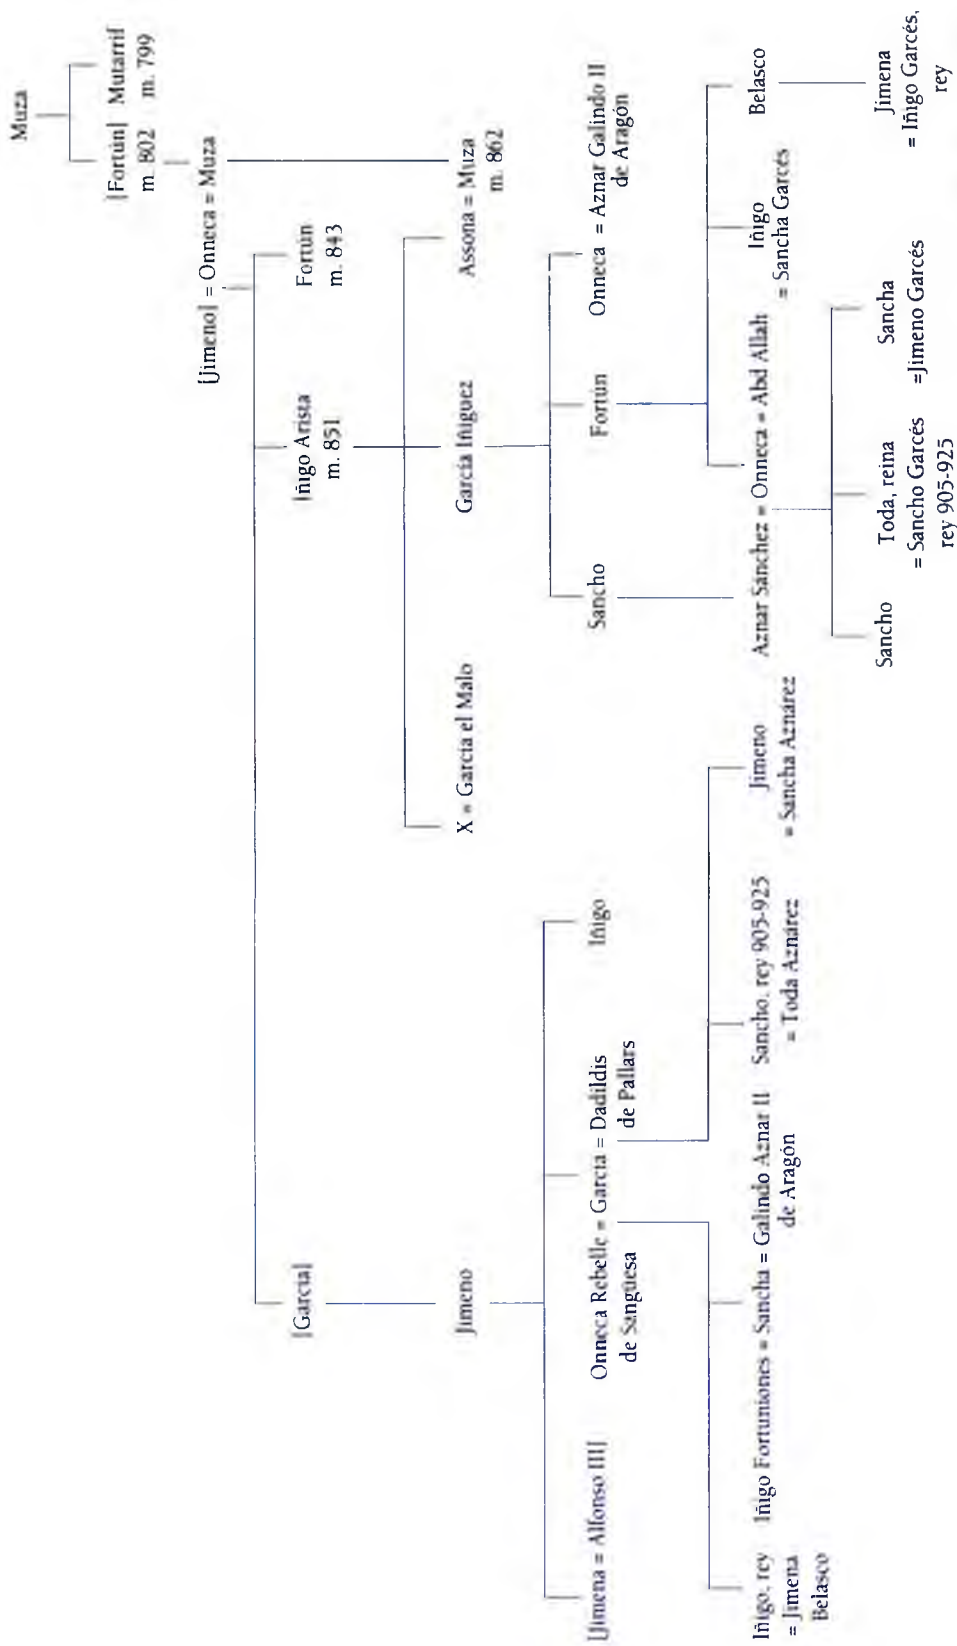 Muza
[Fortún] Mutarrif
m. 802 m. 799
[Jimeno] = Onneca = Muza
[García]
Íñigo Arista
m. 851
Fortún
m. 843
Jimeno
X = García el Malo
García Iñiguez
Assona = Muza
m. 862
[Jimena = Alfonso III]
Onneca Rebelle = García = Dadildis
de Sangüesa
de Pallars
Iñigo
Sancho
Fortún
Onneca = Aznar Galindo II
de Aragón
Iñigo, rey
= Jimena
Belasco
Iñigo Fortuniones = Sancha = Galindo Aznar II
de Aragón
Sancho, rey 905-925
= Toda Aznárez
Jimeno
= Sancha Aznárez
Aznar Sánchez = Onneca = Abd Allah
Iñigo
= Sancha Garcés
Belasco
Sancho
Toda, reina
= Sancho Garcés
rey 905-925
Sancha
=Jimeno Garcés
Jimena
= Iñigo Garcés,
rey